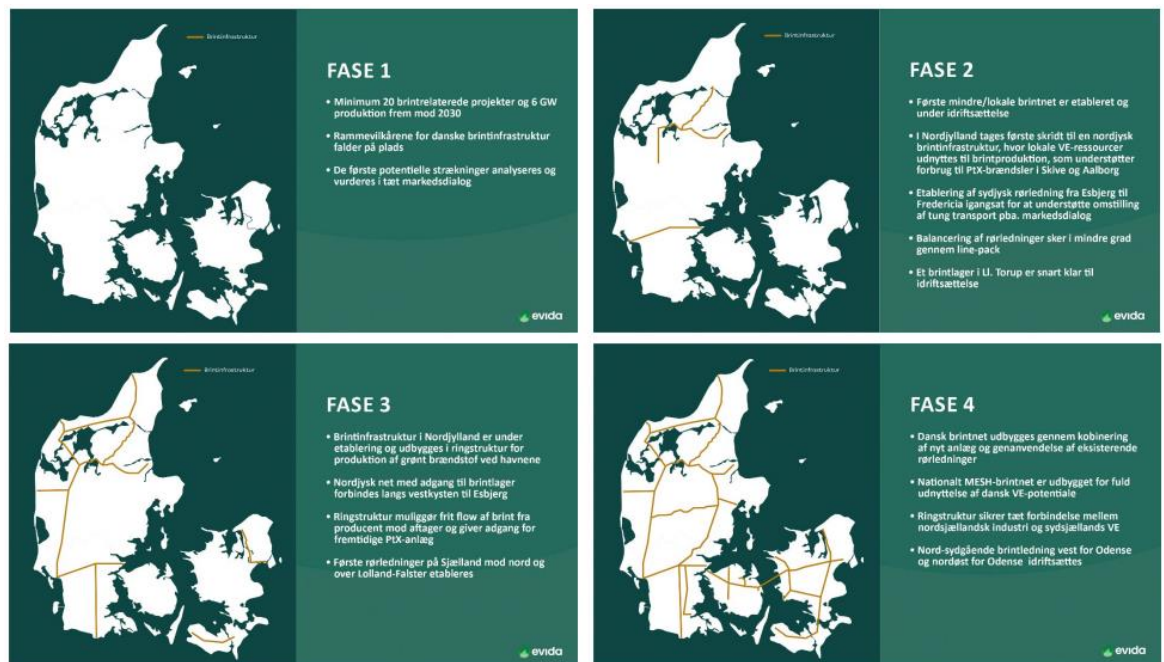 Brintinfrastruktur
FASE 1
• Minimum 20 brintrelaterede projekter og 6 GW
produktion frem mod 2030
• Rammevilkårene for danske brintinfrastruktur
falder på plads
• De første potentielle strækninger analyseres og
vurderes i tæt markedsdialog
evida
Brintinfrastruktur
FASE 2
• Første mindre/lokale brintnet er etableret og
under idriftsættelse
• I Nordjylland tages første skridt til en nordjysk
brintinfrastruktur, hvor lokale VE-ressourcer
udnyttes til brintproduktion, som understøtter
forbrug til PtX-brændsler i Skive og Aalborg
• Etablering af sydjysk rørledning fra Esbjerg til
Fredericia igangsat for at understøtte omstilling
af tung transport pba. markedsdialog
• Balancering af rørledninger sker i mindre grad
gennem line-pack
• Et brintlager i Ll. Torup er snart klar til
idriftsættelse
evida
Brintinfrastruktur
FASE 3
• Brintinfrastruktur i Nordjylland er under
etablering og udbygges i ringstruktur for
produktion af grønt brændstof ved havnene
• Nordjysk net med adgang til brintlager
forbindes langs vestkysten til Esbjerg
• Ringstruktur muliggør frit flow af brint fra
producent mod aftager og giver adgang for
fremtidige PtX-anlæg
• Første rørledninger på Sjælland mod nord og
over Lolland-Falster etableres
evida
Brintinfrastruktur
FASE 4
• Dansk brintnet udbygges gennem kobinering
af nyt anlæg og genanvendelse af eksisterende
rørledninger
• Nationalt MESH-brintnet er udbygget for fuld
udnyttelse af dansk VE-potentiale
• Ringstruktur sikrer tæt forbindelse mellem
nordsjællandsk industri og sydsjællands VE
• Nord-sydgående brintledning vest for Odense
og nordøst for Odense idriftsættes
evida